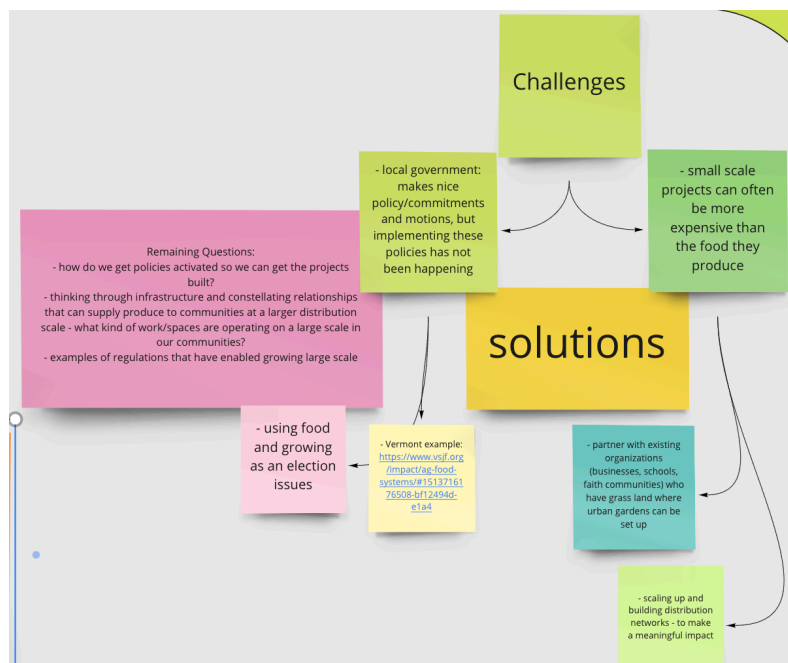 Challenges
- local government:
makes nice
policy/commitments
and motions, but
implementing these
policies has not
been happening
- small scale
projects can often
be more
expensive than
the food they
produce
Remaining Questions:
- how do we get policies activated so we can get the projects
built?
- thinking through infrastructure and constellating relationships
that can supply produce to communities at a larger distribution
scale - what kind of work/spaces are operating on a large scale in
our communities?
- examples of regulations that have enabled growing large scale
solutions
- using food
and growing
as an election
issues
- Vermont example:
https://www.vsjf.org
/impact/ag-food-
systems/#15137161
76508-bf12494d-
e1a4
- partner with existing
organizations
(businesses, schools,
faith communities) who
have grass land where
urban gardens can be
set up
- scaling up and
building distribution
networks - to make
a meaningful impact